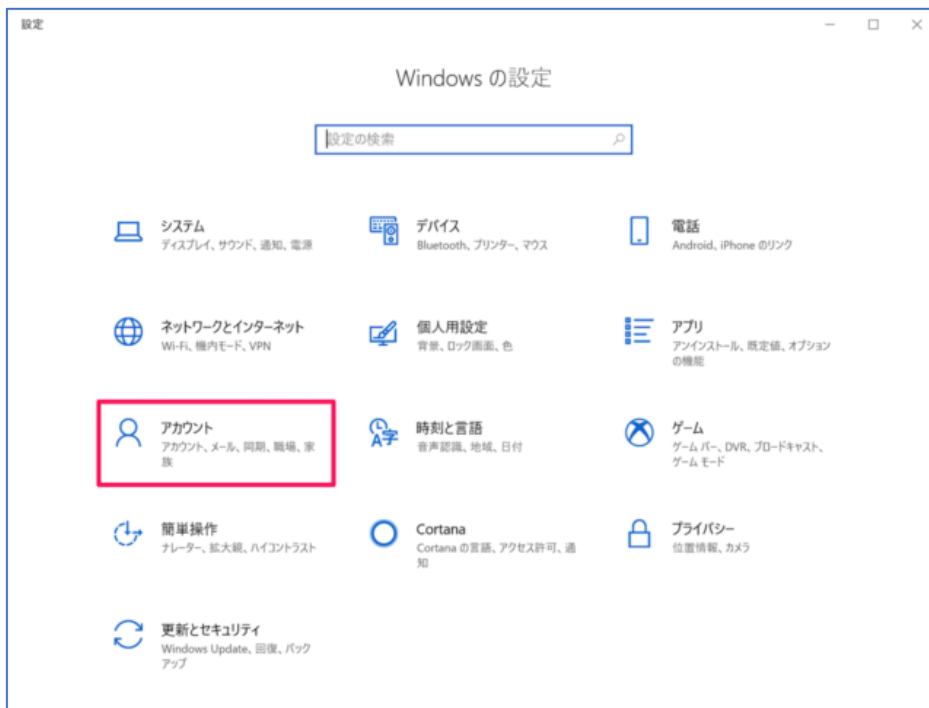 設定
Windows の設定
設定の検索
システム
ディスプレイ、サウンド、通知、電源
デバイス
Bluetooth、プリンター、マウス
電話
Android、iPhone のリンク
ネットワークとインターネット
Wi-Fi、機内モード、VPN
個人用設定
背景、ロック画面、色
アプリ
アンインストール、既定値、オプション
の機能
アカウント
アカウント、メール、同期、職場、家
族
時刻と言語
音声認識、地域、日付
ゲーム
ゲーム バー、DVR、ブロードキャスト、
ゲーム モード
簡単操作
ナレーター、拡大鏡、ハイコントラスト
Cortana
Cortana の言語、アクセス許可、通
知
プライバシー
位置情報、カメラ
更新とセキュリティ
Windows Update、回復、バック
アップ
A字